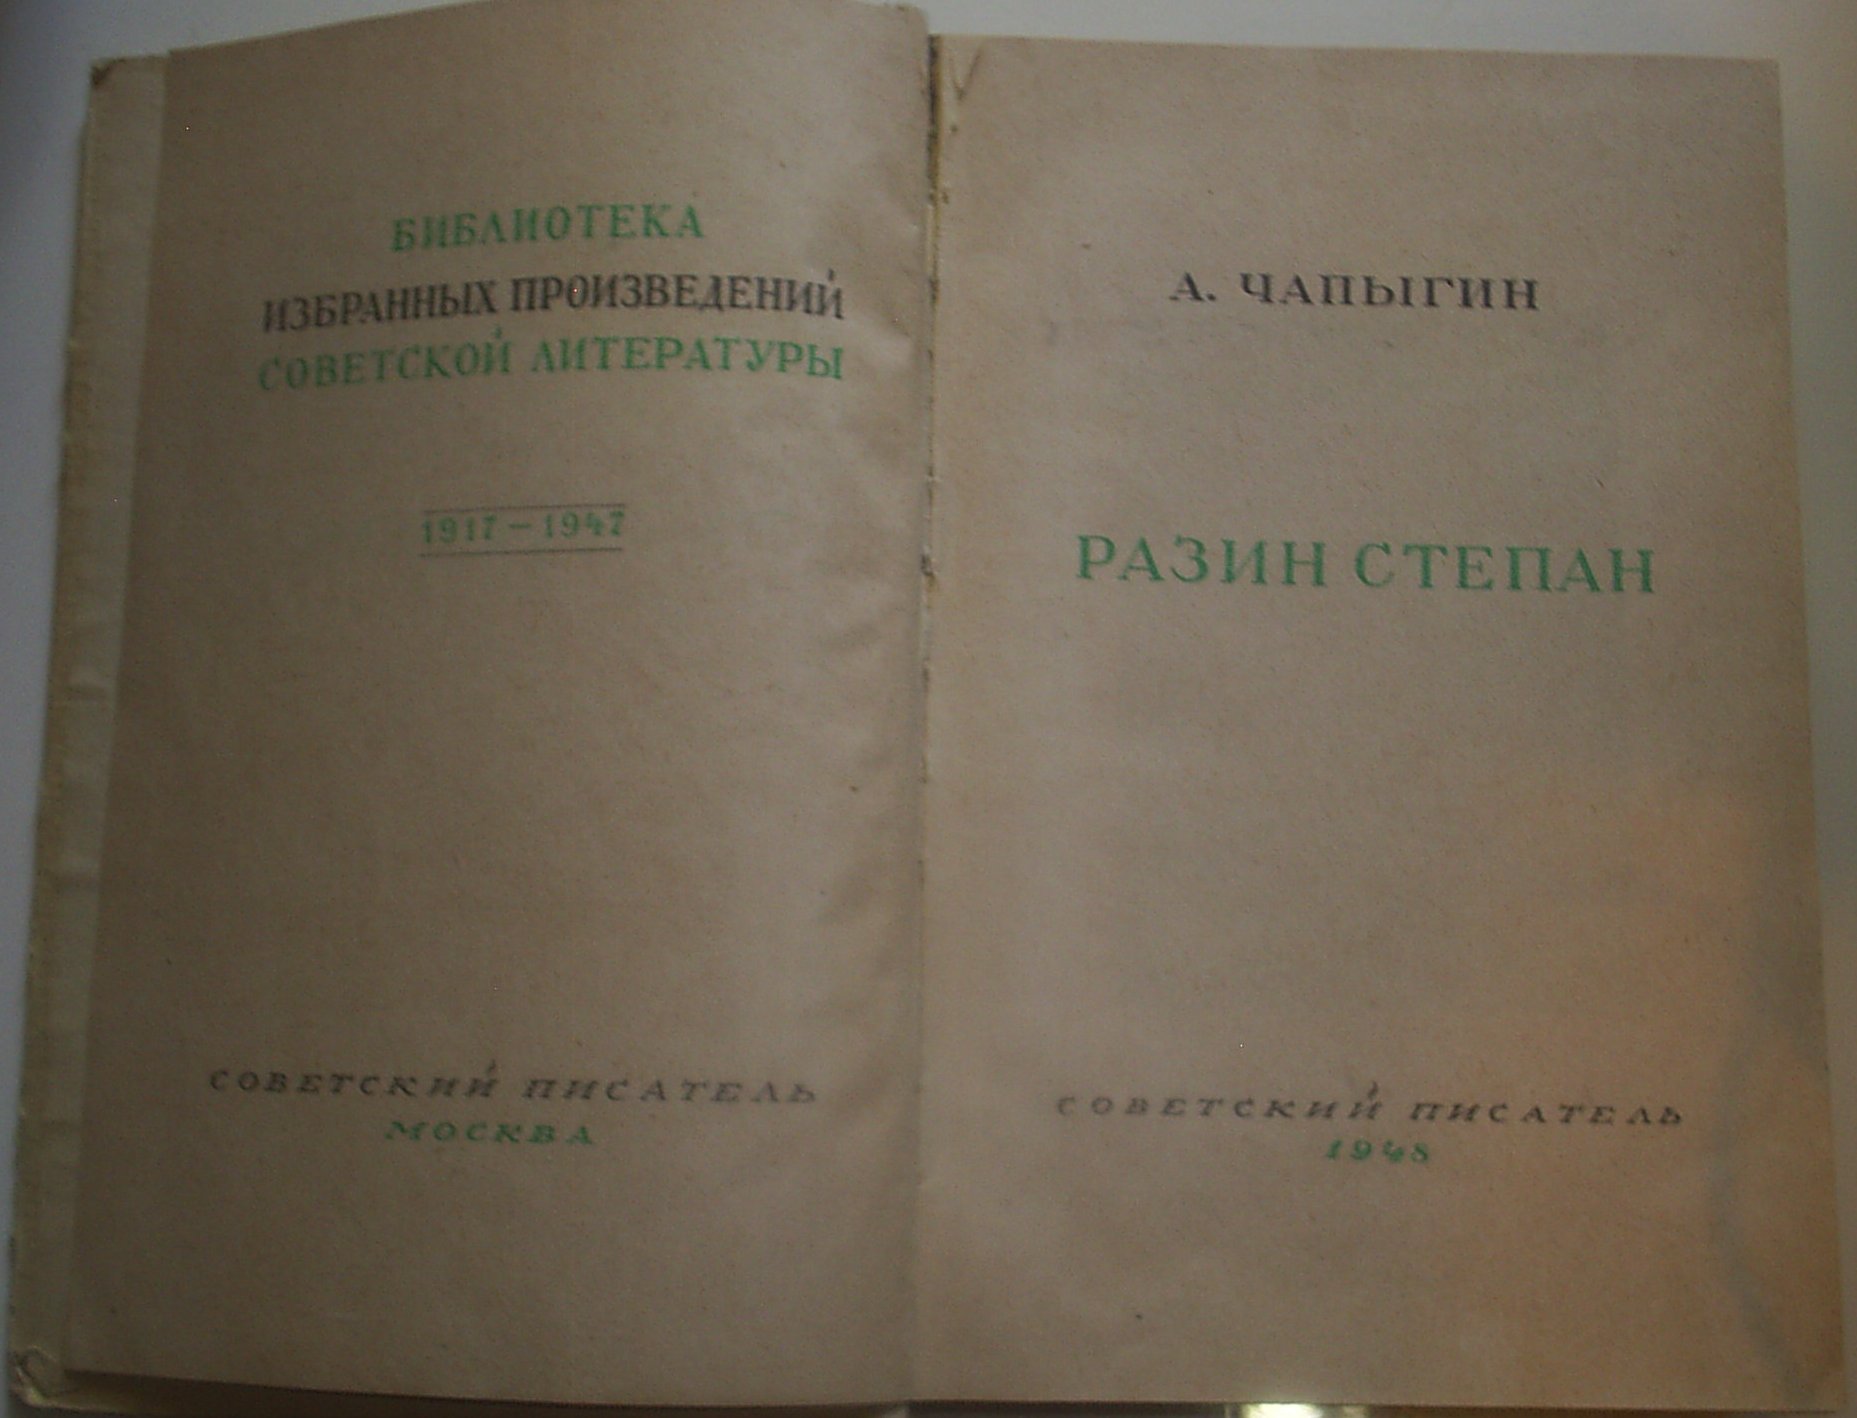 БИБЛИОТЕКА
ИЗБРАННЫХ ПРОИЗВЕДЕНИЙ
СОВЕТСКОЙ ЛИТЕРАТУРЫ
1917—1947
СОВЕТСКИЙ ПИСАТЕЛЬ
МОСКВА
А. ЧАПЫГИН
РАЗИН СТЕПАН
СОВЕТСКИЙ ПИСАТЕЛЬ
1948